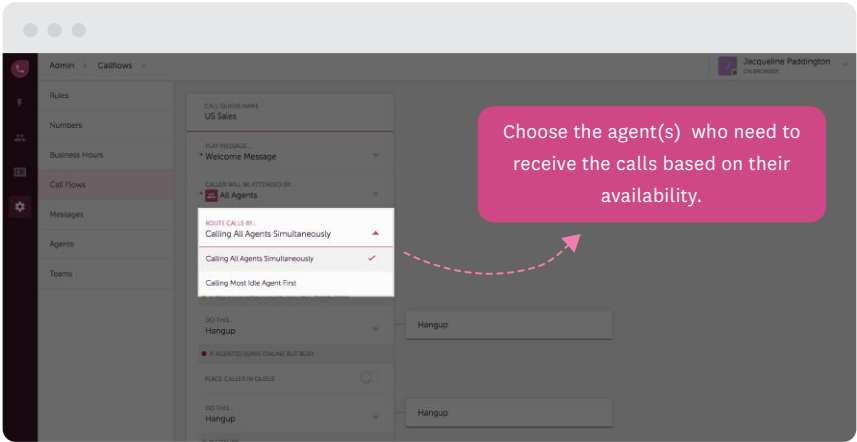 Admin
Callflows
Jacqueline Paddington
ON BROWSER
Rules
Numbers
Business Hours
Call Flows
Messages
Agents
Teams
CALL QUEUE NAME
US Sales
PLAY MESSAGE...
* Welcome Message
CALLER WILL BE ATTENDED BY...
* All Agents
ROUTE CALLS BY...
Calling All Agents Simultaneously
Calling All Agents Simultaneously
Calling Most Idle Agent First
DO THIS...
Hangup
Hangup
IF AGENT(S) IS/ARE ONLINE BUT BUSY
PLACE CALLER IN QUEUE
DO THIS...
Hangup
Hangup
Choose the agent(s) who need to
receive the calls based on their
availability.